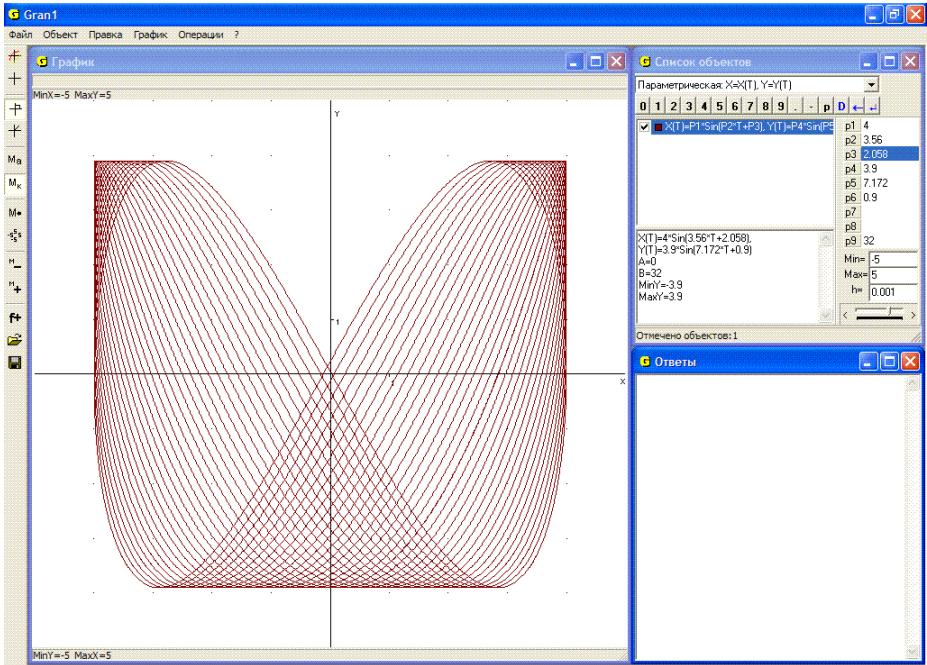 Gran1
Файл Объект Правка График Операции ?
График
MinX=-5 MaxY=5
Y
1
1
X
MinY=-5 MaxX=5
Ma
Mк
M•
M
M
f+
Список объектов
Параметрическая: X=X(T), Y=Y(T)
0 1 2 3 4 5 6 7 8 9 . - p D ←
X(T)=P1*Sin(P2*T+P3), Y(T)=P4*Sin(P5
p1 4
p2 3.56
p3 2.058
p4 3.9
p5 7.172
p6 0.9
p7
p8
p9 32
X(T)=4*Sin(3.56*T+2.058),
Y(T)=3.9*Sin(7.172*T+0.9)
A=0
B=32
MinY=-3.9
MaxY=3.9
Min= -5
Max= 5
h= 0.001
Отмечено объектов:1
Ответы